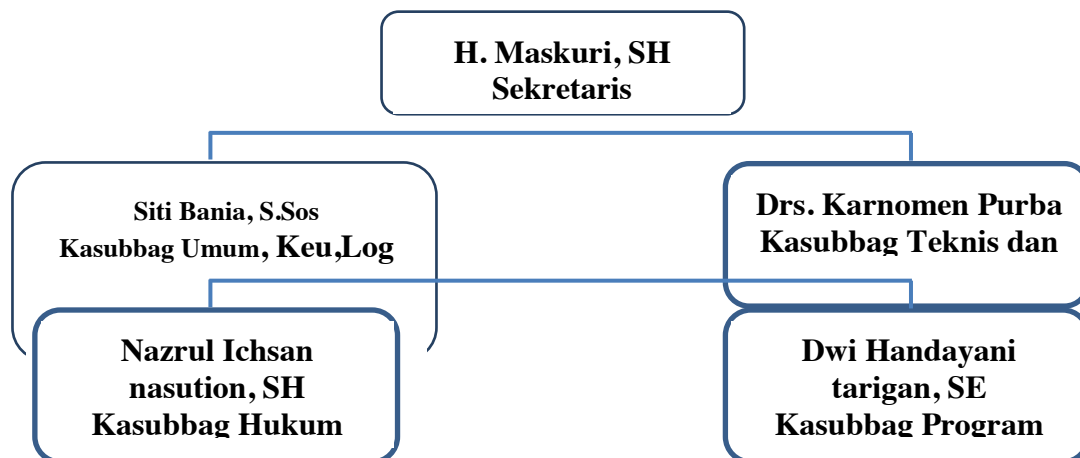 H. Maskuri, SH
Sekretaris
Siti Bania, S.Sos
Kasubbag Umum, Keu,Log
Drs. Karnomen Purba
Kasubbag Teknis dan
Nazrul Ichsan
nasution, SH
Kasubbag Hukum
Dwi Handayani
tarigan, SE
Kasubbag Program